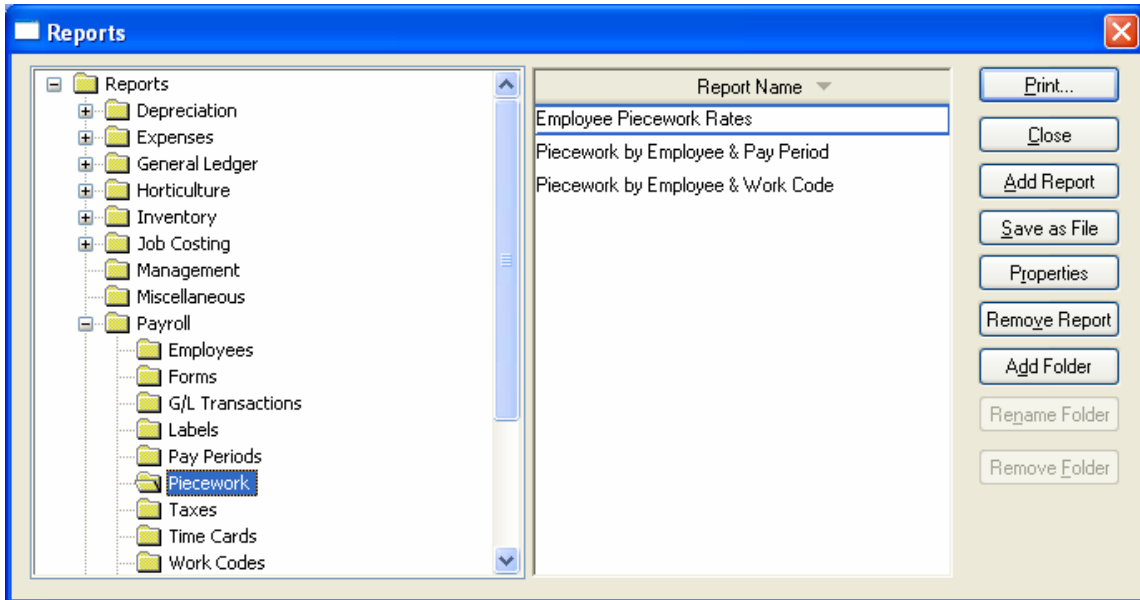 Reports
Reports
Depreciation
Expenses
General Ledger
Horticulture
Inventory
Job Costing
Management
Miscellaneous
Payroll
Employees
Forms
G/L Transactions
Labels
Pay Periods
Piecework
Taxes
Time Cards
Work Codes
Report Name
Employee Piecework Rates
Piecework by Employee & Pay Period
Piecework by Employee & Work Code
Print...
Close
Add Report
Save as File
Properties
Remove Report
Add Folder
Rename Folder
Remove Folder